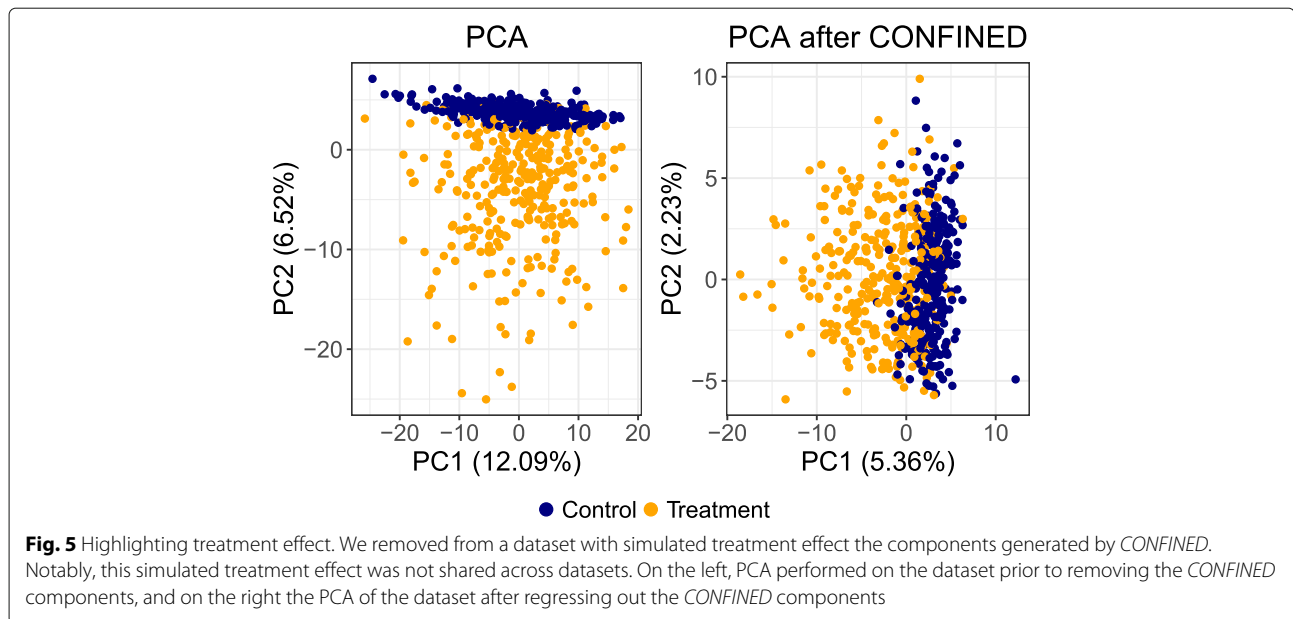 PCA
PCA after CONFINED
0
−10
−20
PC2 (6.52%)
−20 −10 0 10 20
PC1 (12.09%)
10
5
0
−5
PC2 (2.23%)
−20 −10 0 10
PC1 (5.36%)
Control Treatment
Fig. 5 Highlighting treatment effect. We removed from a dataset with simulated treatment effect the components generated by CONFINED.
Notably, this simulated treatment effect was not shared across datasets. On the left, PCA performed on the dataset prior to removing the CONFINED
components, and on the right the PCA of the dataset after regressing out the CONFINED components